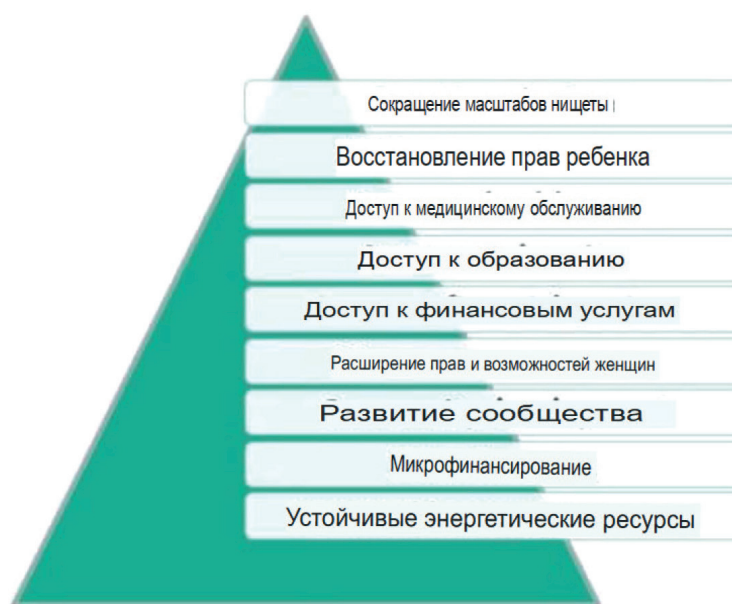 Сокращение масштабов нищеты
Восстановление прав ребенка
Доступ к медицинскому обслуживанию
Доступ к образованию
Доступ к финансовым услугам
Расширение прав и возможностей женщин
Развитие сообщества
Микрофинансирование
Устойчивые энергетические ресурсы